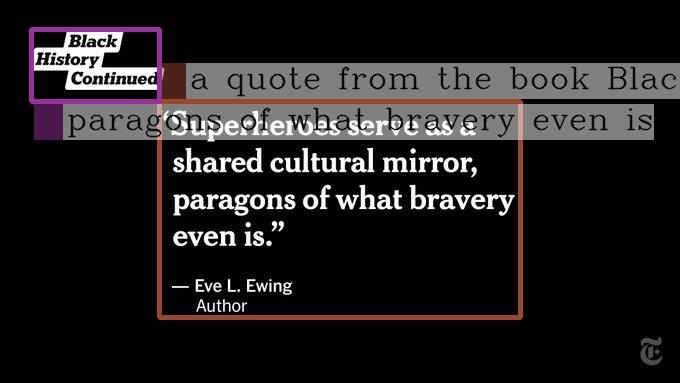 Black
History
Continued
a quote from the book Blac
paragons of what bravery even is
“Superheroes serve as a
shared cultural mirror,
paragons of what bravery
even is.”
— Eve L. Ewing
Author
T